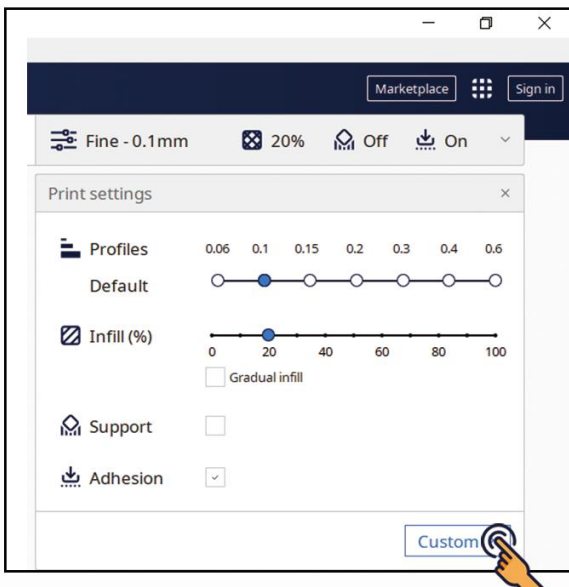 Marketplace Sign in
Fine - 0.1mm 20% Off On
Print settings
Profiles 0.06 0.1 0.15 0.2 0.3 0.4 0.6
Default
Infill (%)
0 20 40 60 80 100
Gradual infill
Support
Adhesion
Custom